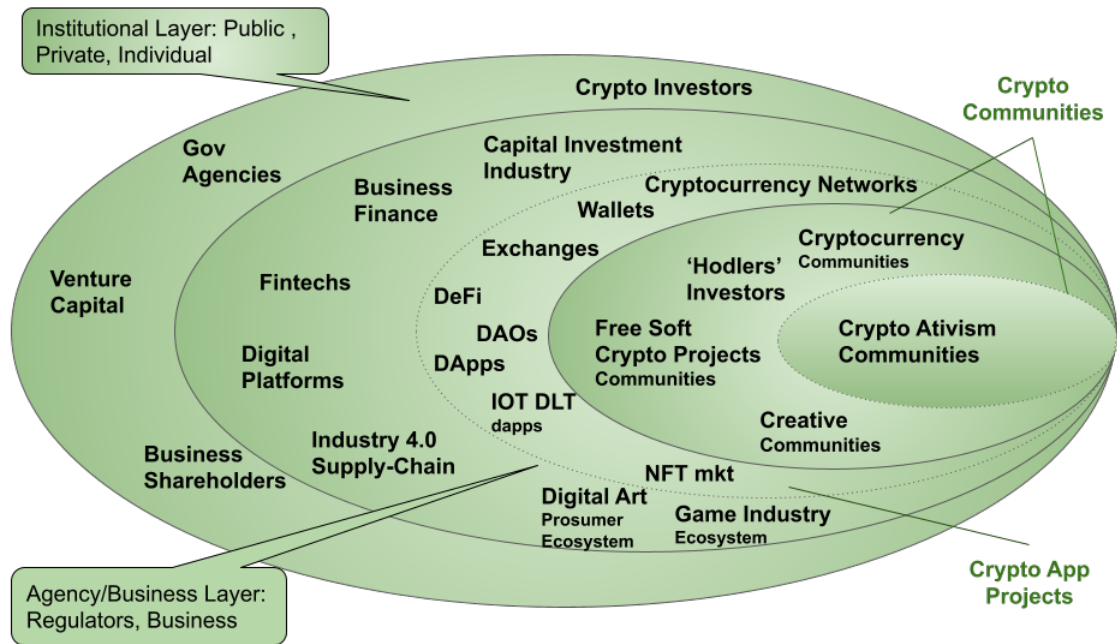 Institutional Layer: Public ,
Private, Individual
Crypto Investors
Crypto
Communities
Gov
Agencies
Capital Investment
Industry
Business
Finance
Cryptocurrency Networks
Wallets
Exchanges
Cryptocurrency
Communities
Venture
Capital
Fintechs
DeFi
‘Hodlers’
Investors
DAOs
DApps
Free Soft
Crypto Projects
Communities
Crypto Ativism
Communities
Digital
Platforms
IOT DLT
dapps
Creative
Communities
Business
Shareholders
Industry 4.0
Supply-Chain
NFT mkt
Digital Art
Prosumer
Ecosystem
Game Industry
Ecosystem
Agency/Business Layer:
Regulators, Business
Crypto App
Projects